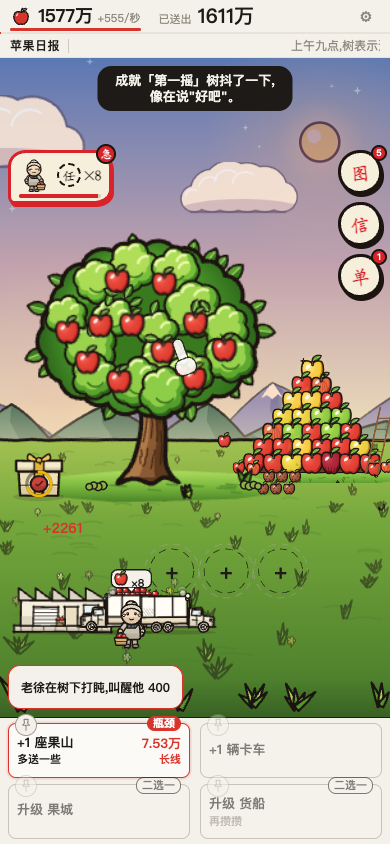 1577万 +555/秒 已送出 1611万
苹果日报 上午九点,树表示
成就「第一摇」树抖了一下,
像在说"好吧"。
急
任 ×8
5
图
信
1
单
+2261
×8
+ + +
老徐在树下打盹,叫醒他 400
瓶颈
+1 座果山 7.53万
多送一些 长线
+1 辆卡车
二选一
升级 果城
二选一
升级 货船
再攒攒